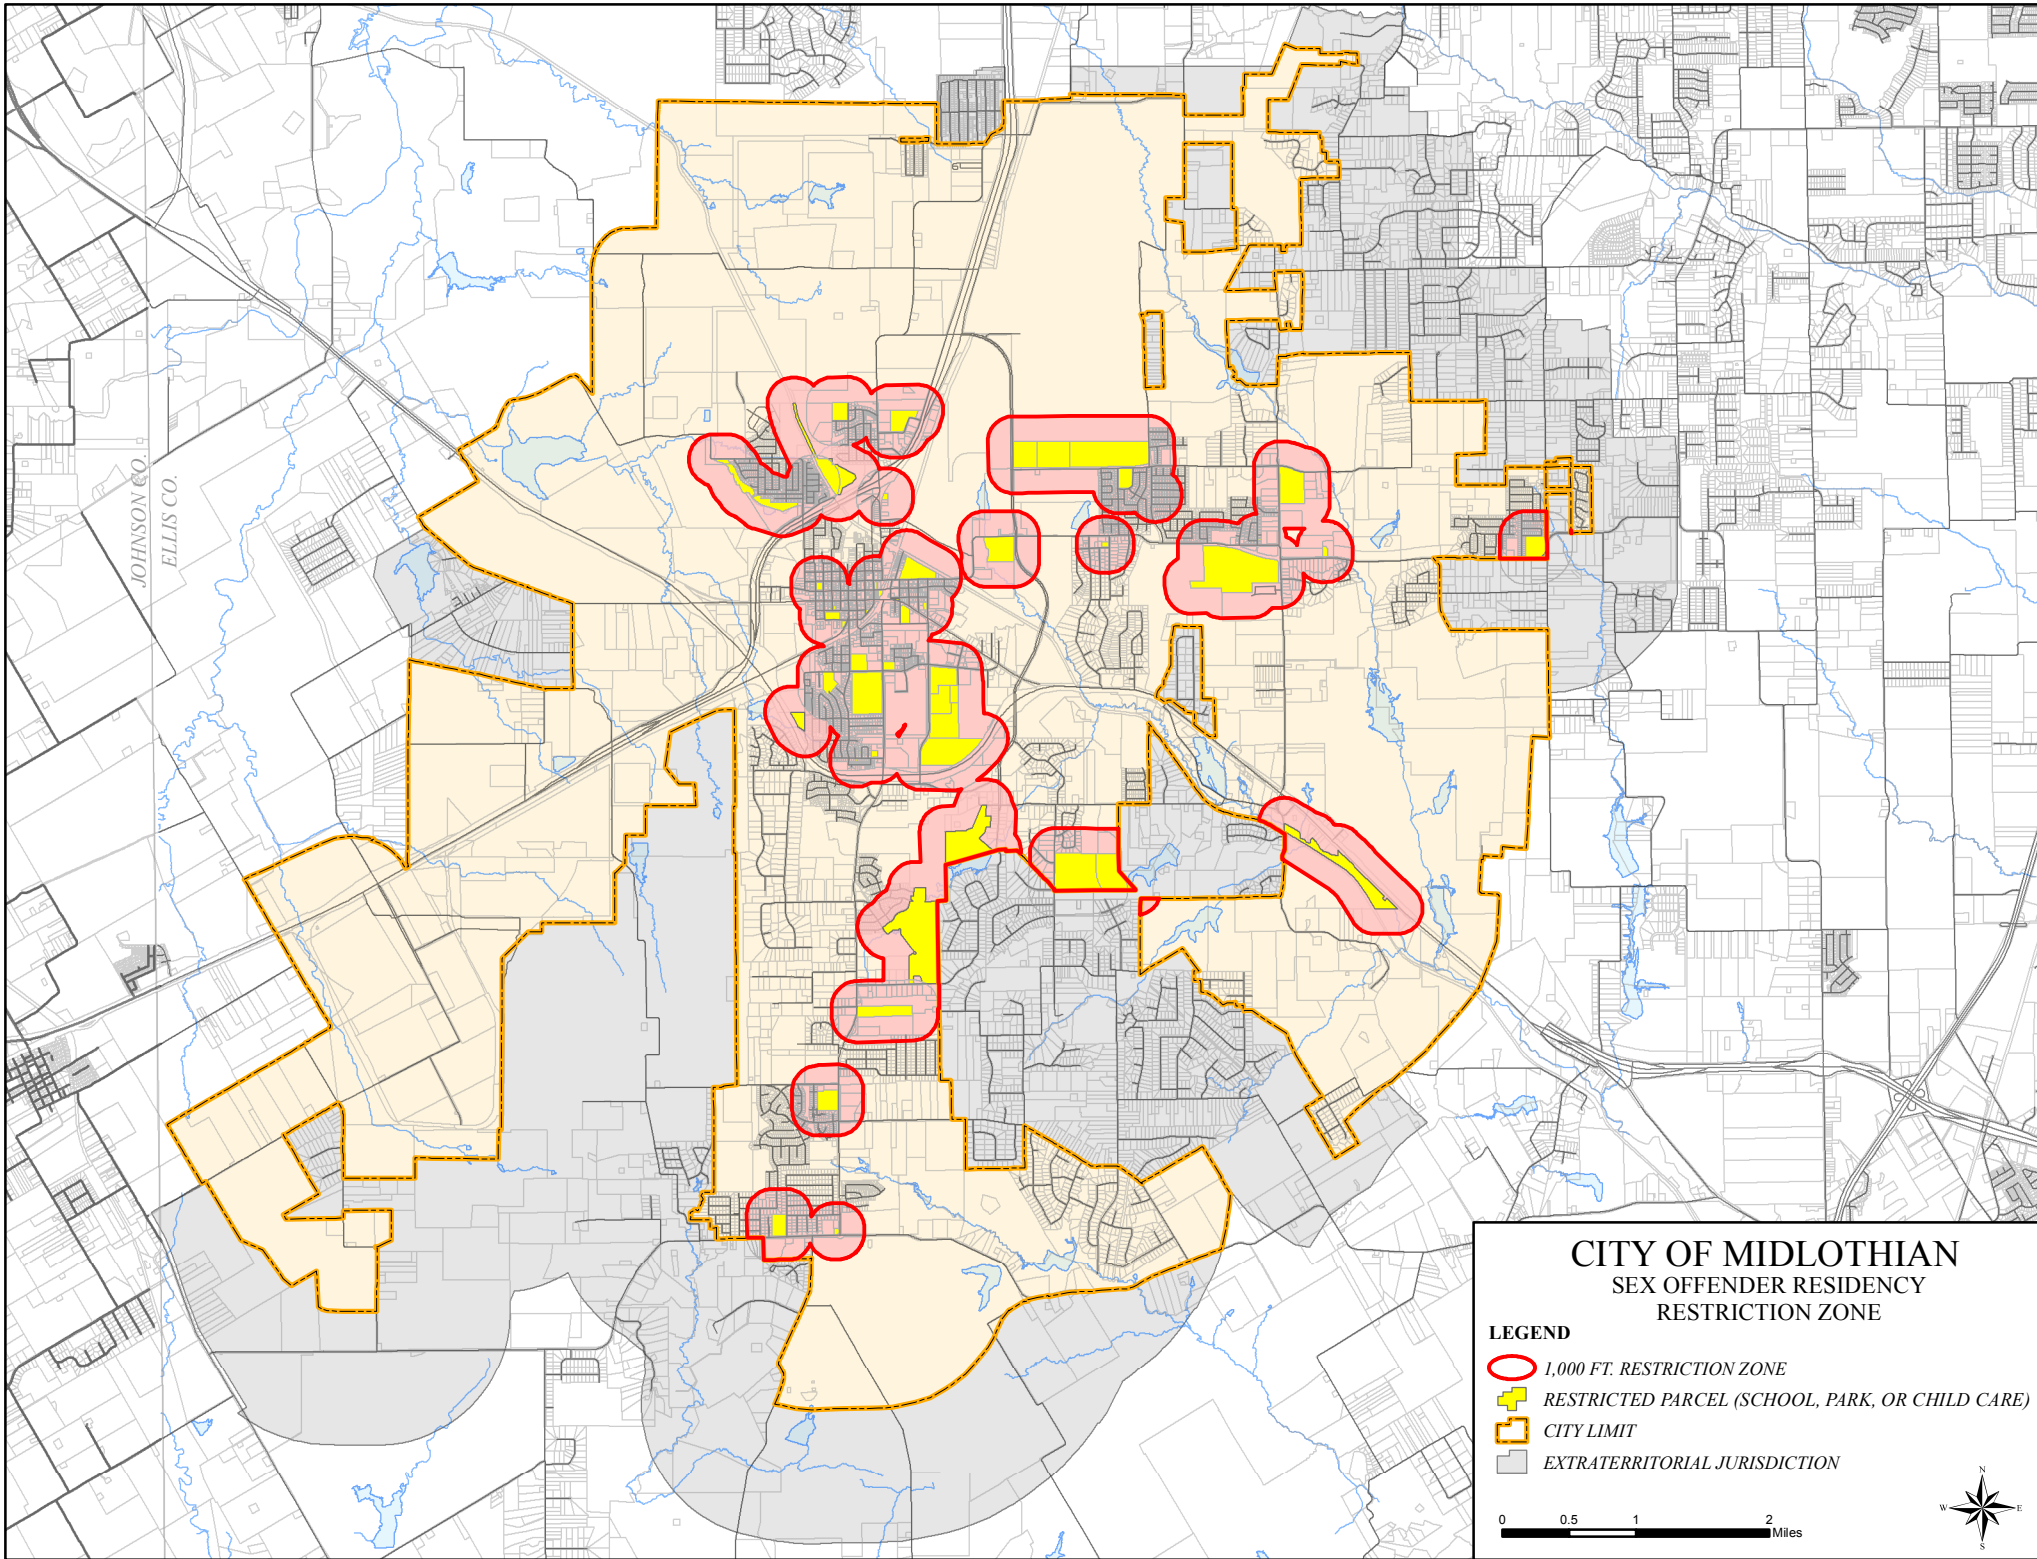 JOHNSON CO.
ELLIS CO.
CITY OF MIDLOTHIAN
SEX OFFENDER RESIDENCY
RESTRICTION ZONE
LEGEND
1,000 FT. RESTRICTION ZONE
RESTRICTED PARCEL (SCHOOL, PARK, OR CHILD CARE)
CITY LIMIT
EXTRATERRITORIAL JURISDICTION
0 0.5 1 2
Miles
N
W E
S